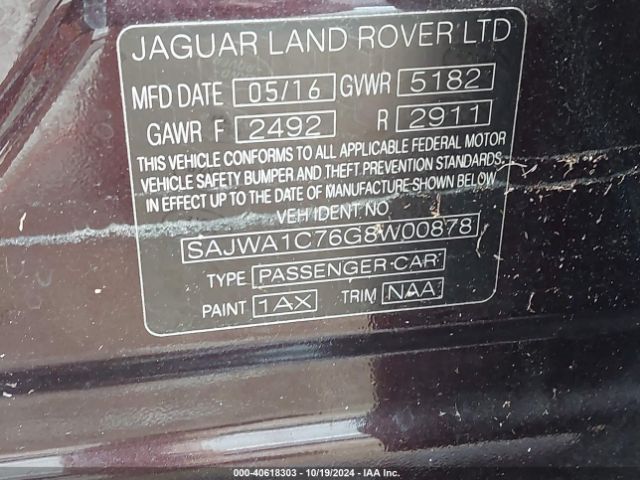 JAGUAR LAND ROVER LTD
MFD DATE 05/16 GVWR 5182
GAWR F 2492 R 2911
THIS VEHICLE CONFORMS TO ALL APPLICABLE FEDERAL MOTOR
VEHICLE SAFETY BUMPER AND THEFT PREVENTION STANDARDS,
IN EFFECT UP TO THE DATE OF MANUFACTURE SHOWN BELOW
VEH IDENT NO
SAJWA1C76G8W00878
TYPE PASSENGER CAR
PAINT 1AX TRIM NAA
000-40618303 - 10/19/2024 - IAA Inc.